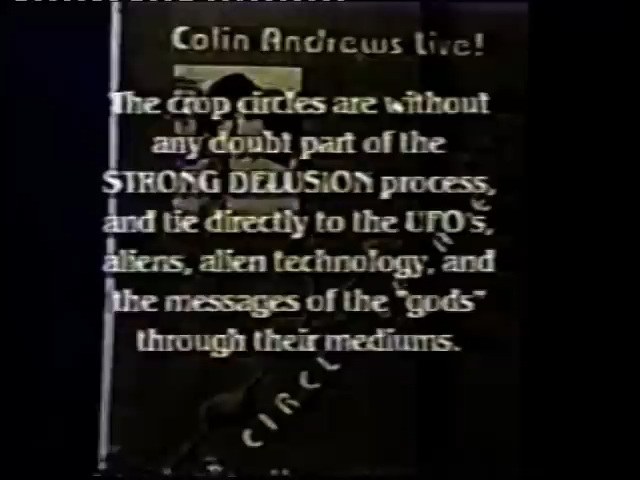 Colin Andrews Live!
The crop circles are without
any doubt part of the
STRONG DELUSION process,
and tie directly to the UFO's,
aliens, alien technology, and
the messages of the "gods"
through their mediums.
CIRCL